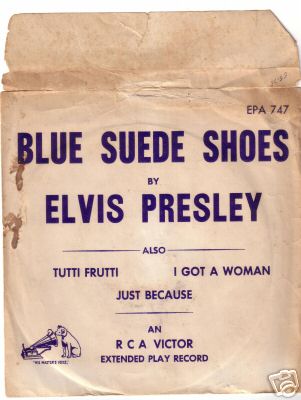 EPA 747
BLUE SUEDE SHOES
BY
ELVIS PRESLEY
ALSO
TUTTI FRUTTI I GOT A WOMAN
JUST BECAUSE
AN
RCA VICTOR
EXTENDED PLAY RECORD
"HIS MASTER'S VOICE"